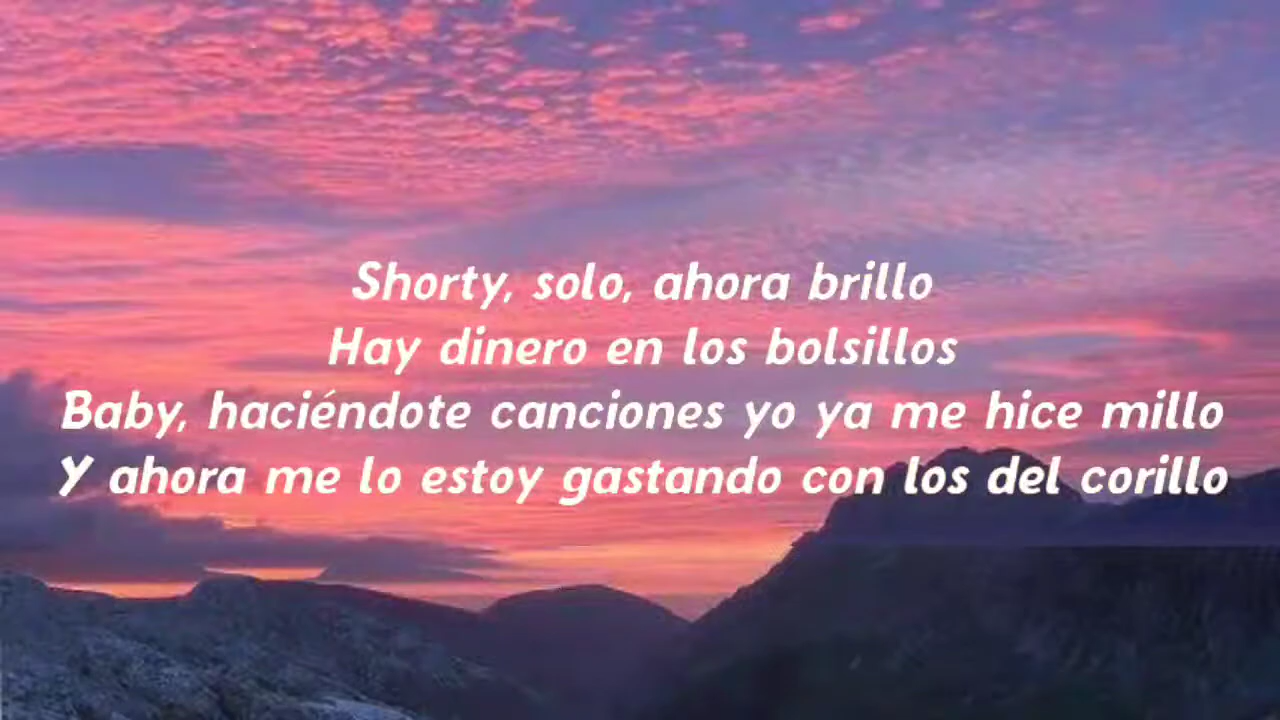 Shorty, solo, ahora brillo
Hay dinero en los bolsillos
Baby, haciéndote canciones yo ya me hice millo
Y ahora me lo estoy gastando con los del corillo